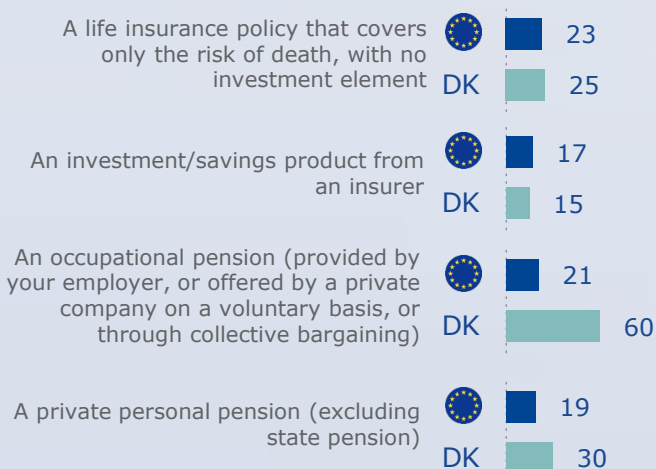 A life insurance policy that covers
only the risk of death, with no
investment element
23
DK 25
An investment/savings product from
an insurer
17
DK 15
An occupational pension (provided by
your employer, or offered by a private
company on a voluntary basis, or
through collective bargaining)
21
DK 60
A private personal pension (excluding
state pension)
19
DK 30